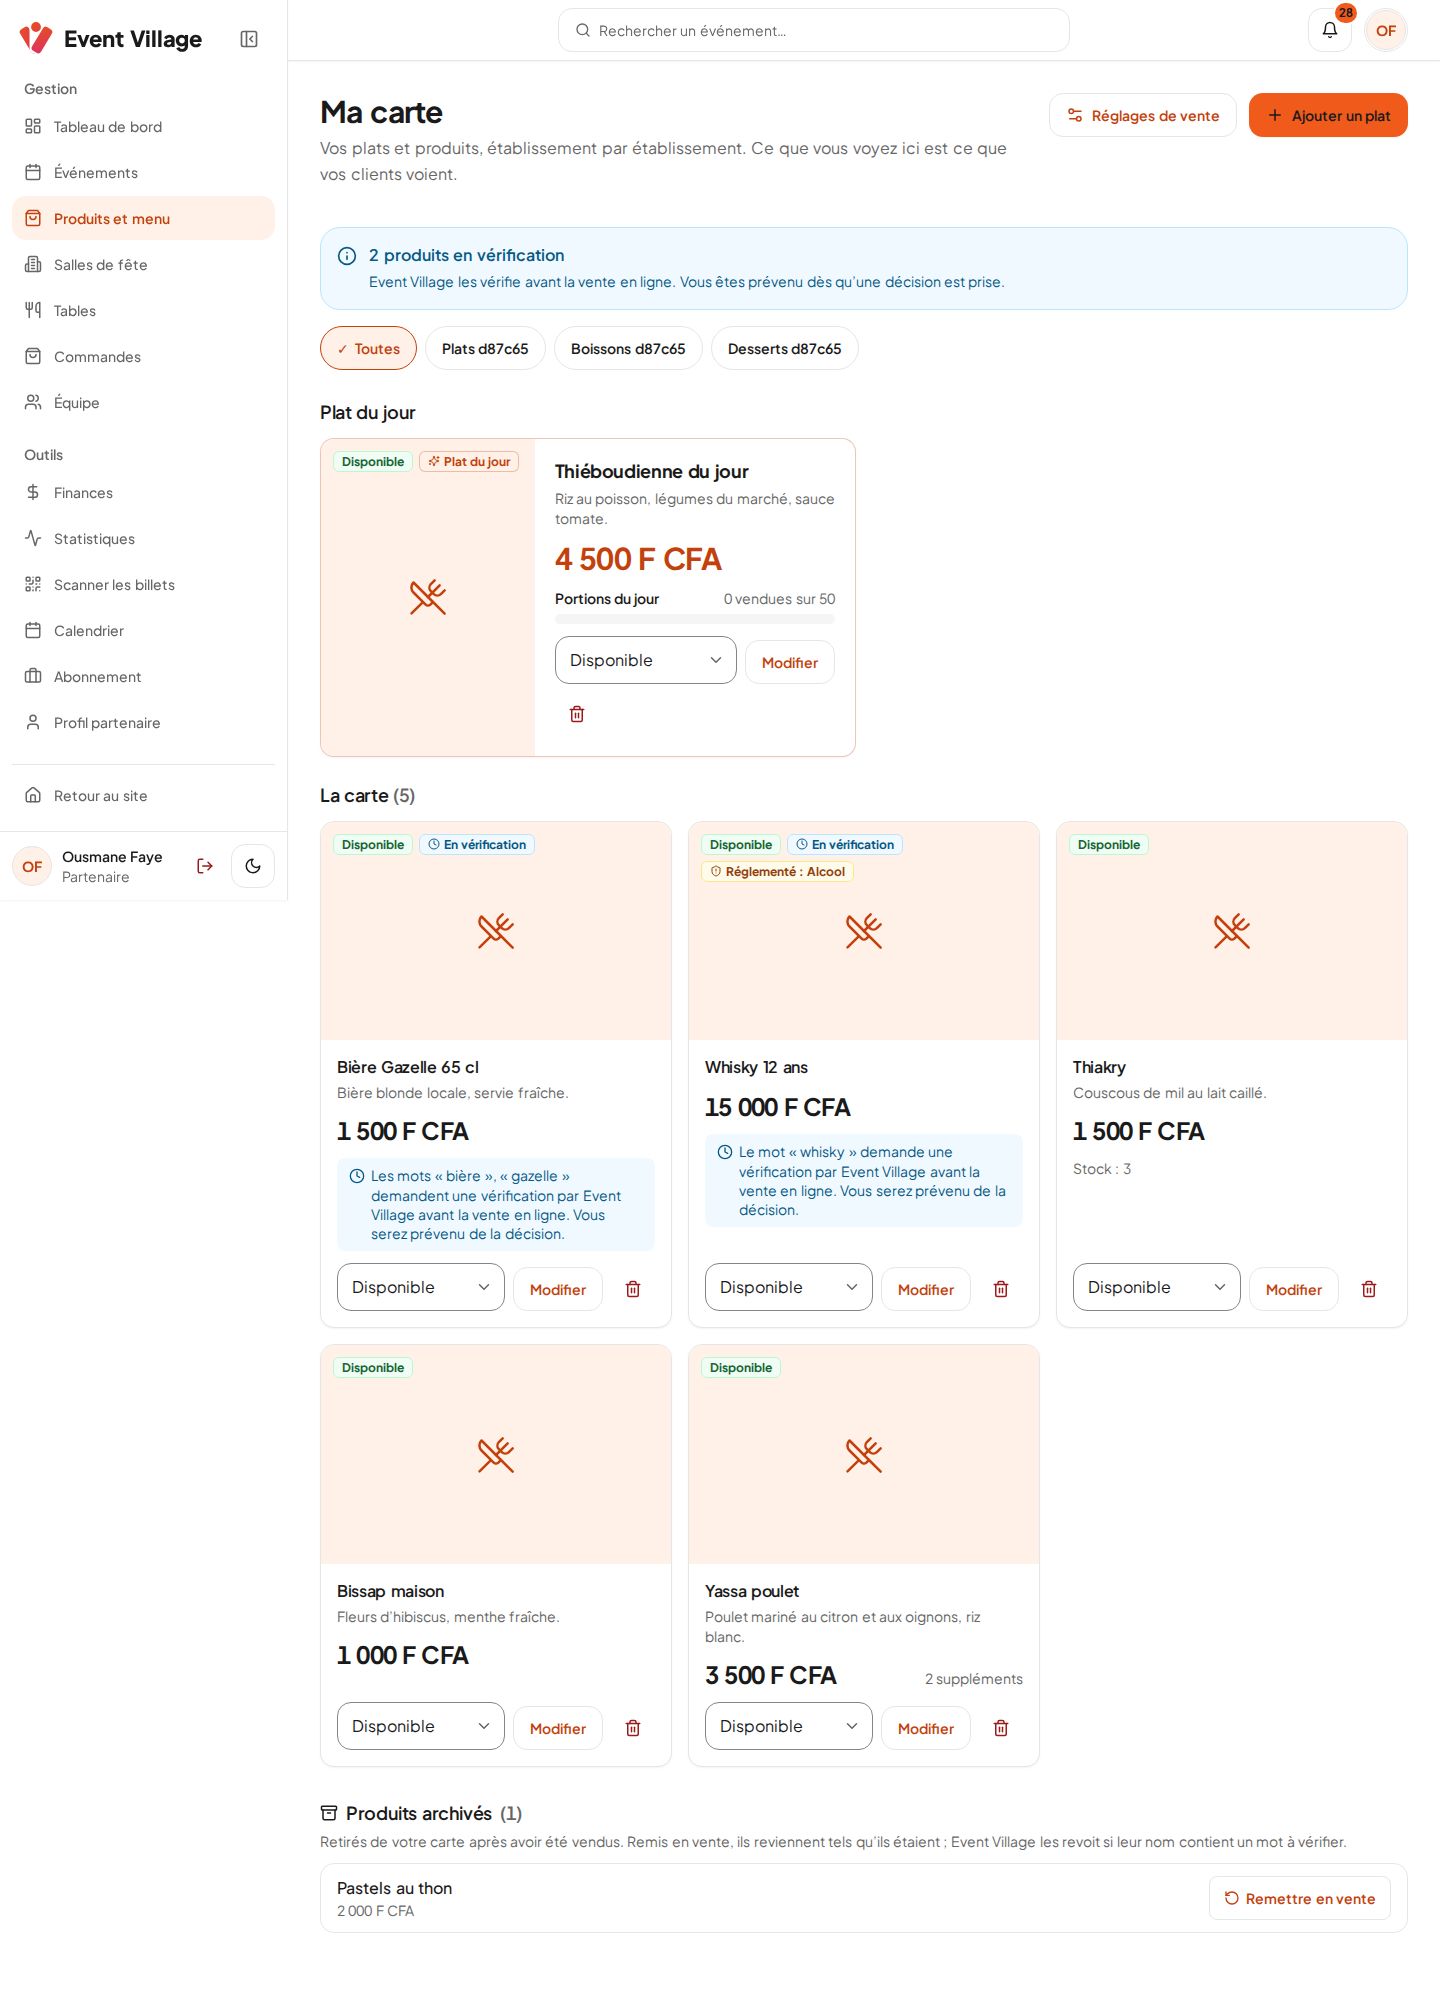 Event Village
Rechercher un événement…
28
OF
Gestion
Tableau de bord
Événements
Produits et menu
Salles de fête
Tables
Commandes
Équipe
Outils
Finances
Statistiques
Scanner les billets
Calendrier
Abonnement
Profil partenaire
Retour au site
OF
Ousmane Faye
Partenaire
Ma carte
Vos plats et produits, établissement par établissement. Ce que vous voyez ici est ce que
vos clients voient.
Réglages de vente
Ajouter un plat
2 produits en vérification
Event Village les vérifie avant la vente en ligne. Vous êtes prévenu dès qu’une décision est prise.
✓ Toutes
Plats d87c65
Boissons d87c65
Desserts d87c65
Plat du jour
Disponible
Plat du jour
Thiéboudienne du jour
Riz au poisson, légumes du marché, sauce
tomate.
4 500 F CFA
Portions du jour
0 vendues sur 50
Disponible
Modifier
La carte (5)
Disponible
En vérification
Bière Gazelle 65 cl
Bière blonde locale, servie fraîche.
1 500 F CFA
Les mots « bière », « gazelle »
demandent une vérification par Event
Village avant la vente en ligne. Vous
serez prévenu de la décision.
Disponible
Modifier
Disponible
En vérification
Réglementé : Alcool
Whisky 12 ans
15 000 F CFA
Le mot « whisky » demande une
vérification par Event Village avant la
vente en ligne. Vous serez prévenu de la
décision.
Disponible
Modifier
Disponible
Thiakry
Couscous de mil au lait caillé.
1 500 F CFA
Stock : 3
Disponible
Modifier
Disponible
Bissap maison
Fleurs d’hibiscus, menthe fraîche.
1 000 F CFA
Disponible
Modifier
Disponible
Yassa poulet
Poulet mariné au citron et aux oignons, riz
blanc.
3 500 F CFA
2 suppléments
Disponible
Modifier
Produits archivés (1)
Retirés de votre carte après avoir été vendus. Remis en vente, ils reviennent tels qu’ils étaient ; Event Village les revoit si leur nom contient un mot à vérifier.
Pastels au thon
2 000 F CFA
Remettre en vente